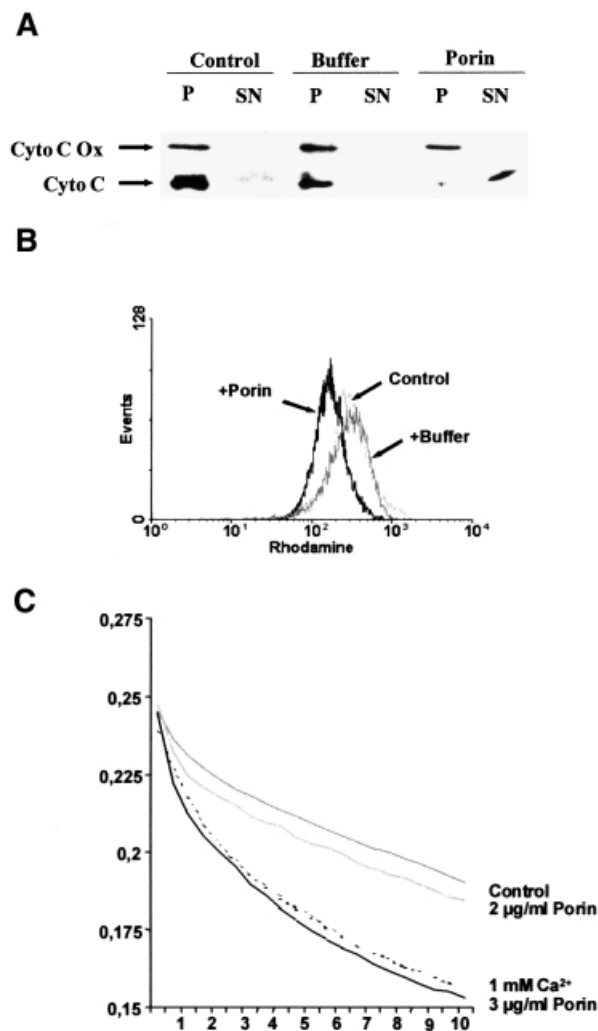 A
Control Buffer Porin
P SN P SN P SN
Cyto C Ox
Cyto C
B
128
Events
0
+Porin
Control
+Buffer
10⁰ 10¹ 10² 10³ 10⁴
Rhodamine
C
0,275
0,25
0,225
0,2
0,175
0,15
Control
2 µg/ml Porin
1 mM Ca²⁺
3 µg/ml Porin
1 2 3 4 5 6 7 8 9 10